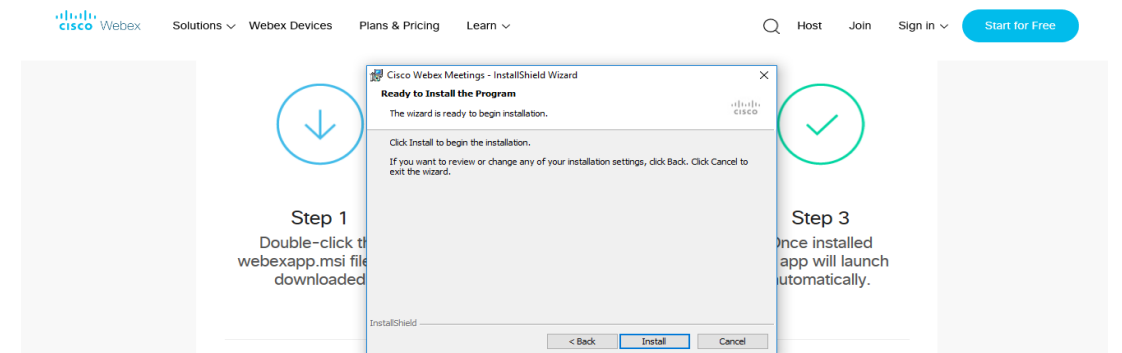 CISCO Webex
Solutions Webex Devices Plans & Pricing Learn Host Join Sign in Start for Free
Cisco Webex Meetings - InstallShield Wizard
Ready to Install the Program
The wizard is ready to begin installation.
CISCO
Click Install to begin the installation.
If you want to review or change any of your installation settings, click Back. Click Cancel to
exit the wizard.
InstallShield
< Back Install Cancel
Step 1
Double-click
webexapp.msi
downloaded
Step 3
installed
app will launch
automatically.